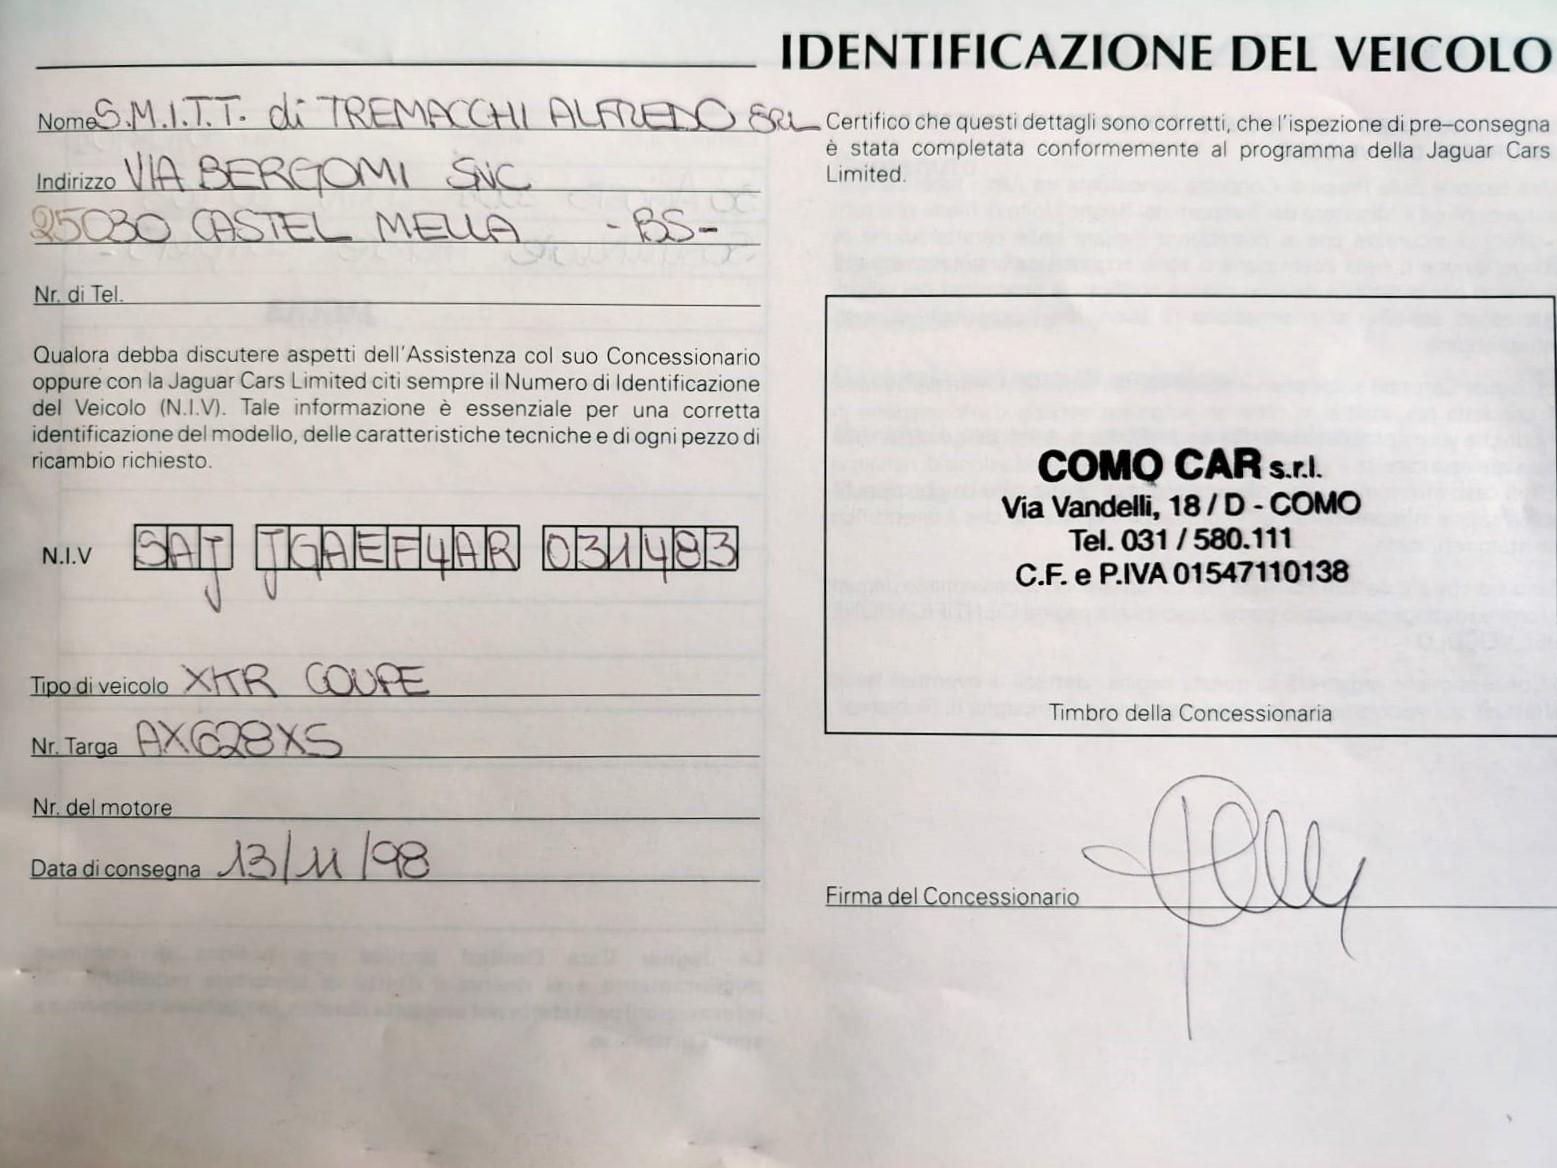 IDENTIFICAZIONE DEL VEICOLO
Nome S.M.I.T.T. di TREMACCHI ALFREDO SRL
Indirizzo VIA BERGOMI SNC
25030 CASTEL MELLA -BS-
Nr. di Tel.
Qualora debba discutere aspetti dell'Assistenza col suo Concessionario
oppure con la Jaguar Cars Limited citi sempre il Numero di Identificazione
del Veicolo (N.I.V). Tale informazione è essenziale per una corretta
identificazione del modello, delle caratteristiche tecniche e di ogni pezzo di
ricambio richiesto.
N.I.V SAJ JGAEF4AR 031483
Tipo di veicolo XKR COUPE
Nr. Targa AX628XS
Nr. del motore
Data di consegna 13/11/98
Certifico che questi dettagli sono corretti, che l'ispezione di pre–consegna
è stata completata conformemente al programma della Jaguar Cars
Limited.
COMO CAR s.r.l.
Via Vandelli, 18 / D - COMO
Tel. 031 / 580.111
C.F. e P.IVA 01547110138
Timbro della Concessionaria
Firma del Concessionario